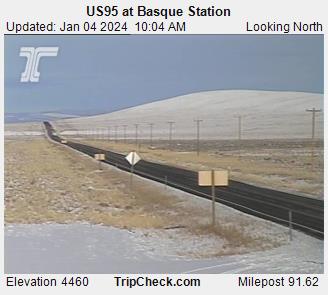 US95 at Basque Station
Updated: Jan 04 2024 10:04 AM Looking North
Elevation 4460 TripCheck.com Milepost 91.62